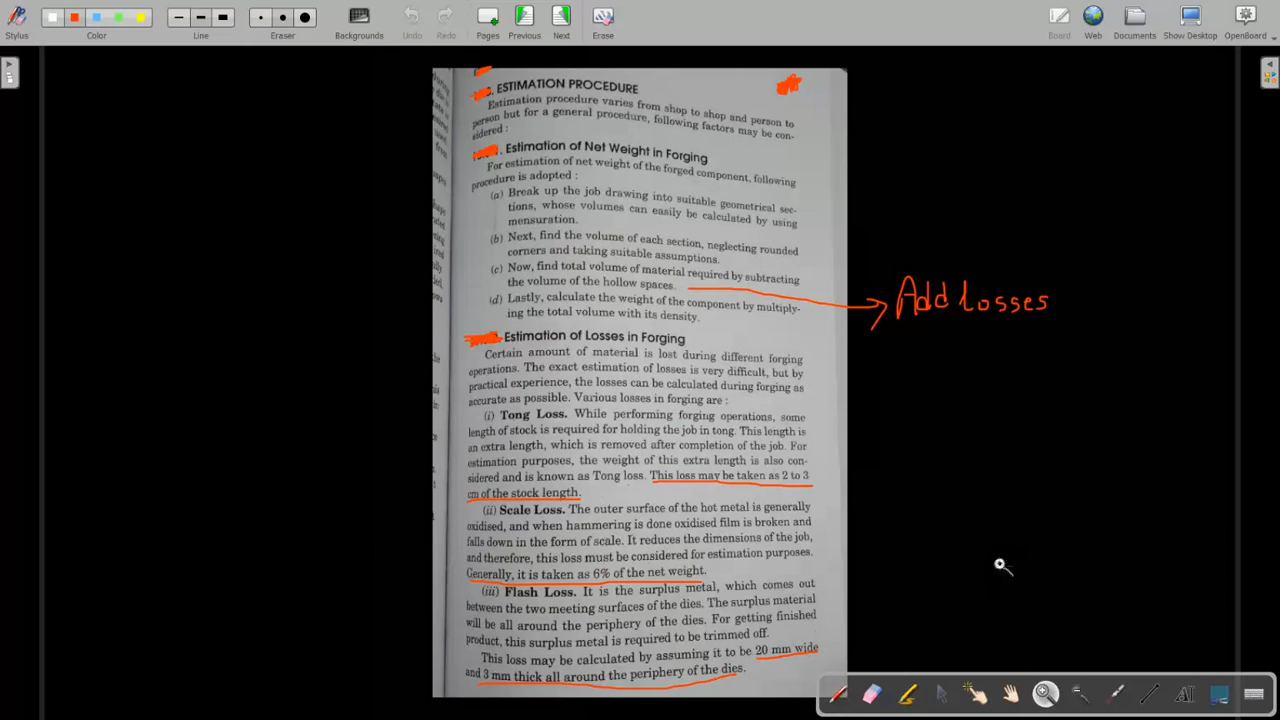 Stylus
Color
Line
Eraser
Backgrounds
Undo
Redo
Pages
Previous
Next
Erase
Board
Web
Documents
Show Desktop
OpenBoard
ESTIMATION PROCEDURE
Estimation procedure varies from shop to shop and person to
person but for a general procedure, following factors may be con-
sidered :
Estimation of Net Weight in Forging
For estimation of net weight of the forged component, following
procedure is adopted :
(a) Break up the job drawing into suitable geometrical sec-
tions, whose volumes can easily be calculated by using
mensuration.
(b) Next, find the volume of each section, neglecting rounded
corners and taking suitable assumptions.
(c) Now, find total volume of material required by subtracting
the volume of the hollow spaces.
Add losses
(d) Lastly, calculate the weight of the component by multiply-
ing the total volume with its density.
Estimation of Losses in Forging
Certain amount of material is lost during different forging
operations. The exact estimation of losses is very difficult, but by
practical experience, the losses can be calculated during forging as
accurate as possible. Various losses in forging are :
(i) Tong Loss. While performing forging operations, some
length of stock is required for holding the job in tong. This length is
an extra length, which is removed after completion of the job. For
estimation purposes, the weight of this extra length is also con-
sidered and is known as Tong loss. This loss may be taken as 2 to 3
cm of the stock length.
(ii) Scale Loss. The outer surface of the hot metal is generally
oxidised, and when hammering is done oxidised film is broken and
falls down in the form of scale. It reduces the dimensions of the job,
and therefore, this loss must be considered for estimation purposes.
Generally, it is taken as 6% of the net weight.
(iii) Flash Loss. It is the surplus metal, which comes out
between the two meeting surfaces of the dies. The surplus material
will be all around the periphery of the dies. For getting finished
product, this surplus metal is required to be trimmed off.
This loss may be calculated by assuming it to be 20 mm wide
and 3 mm thick all around the periphery of the dies.